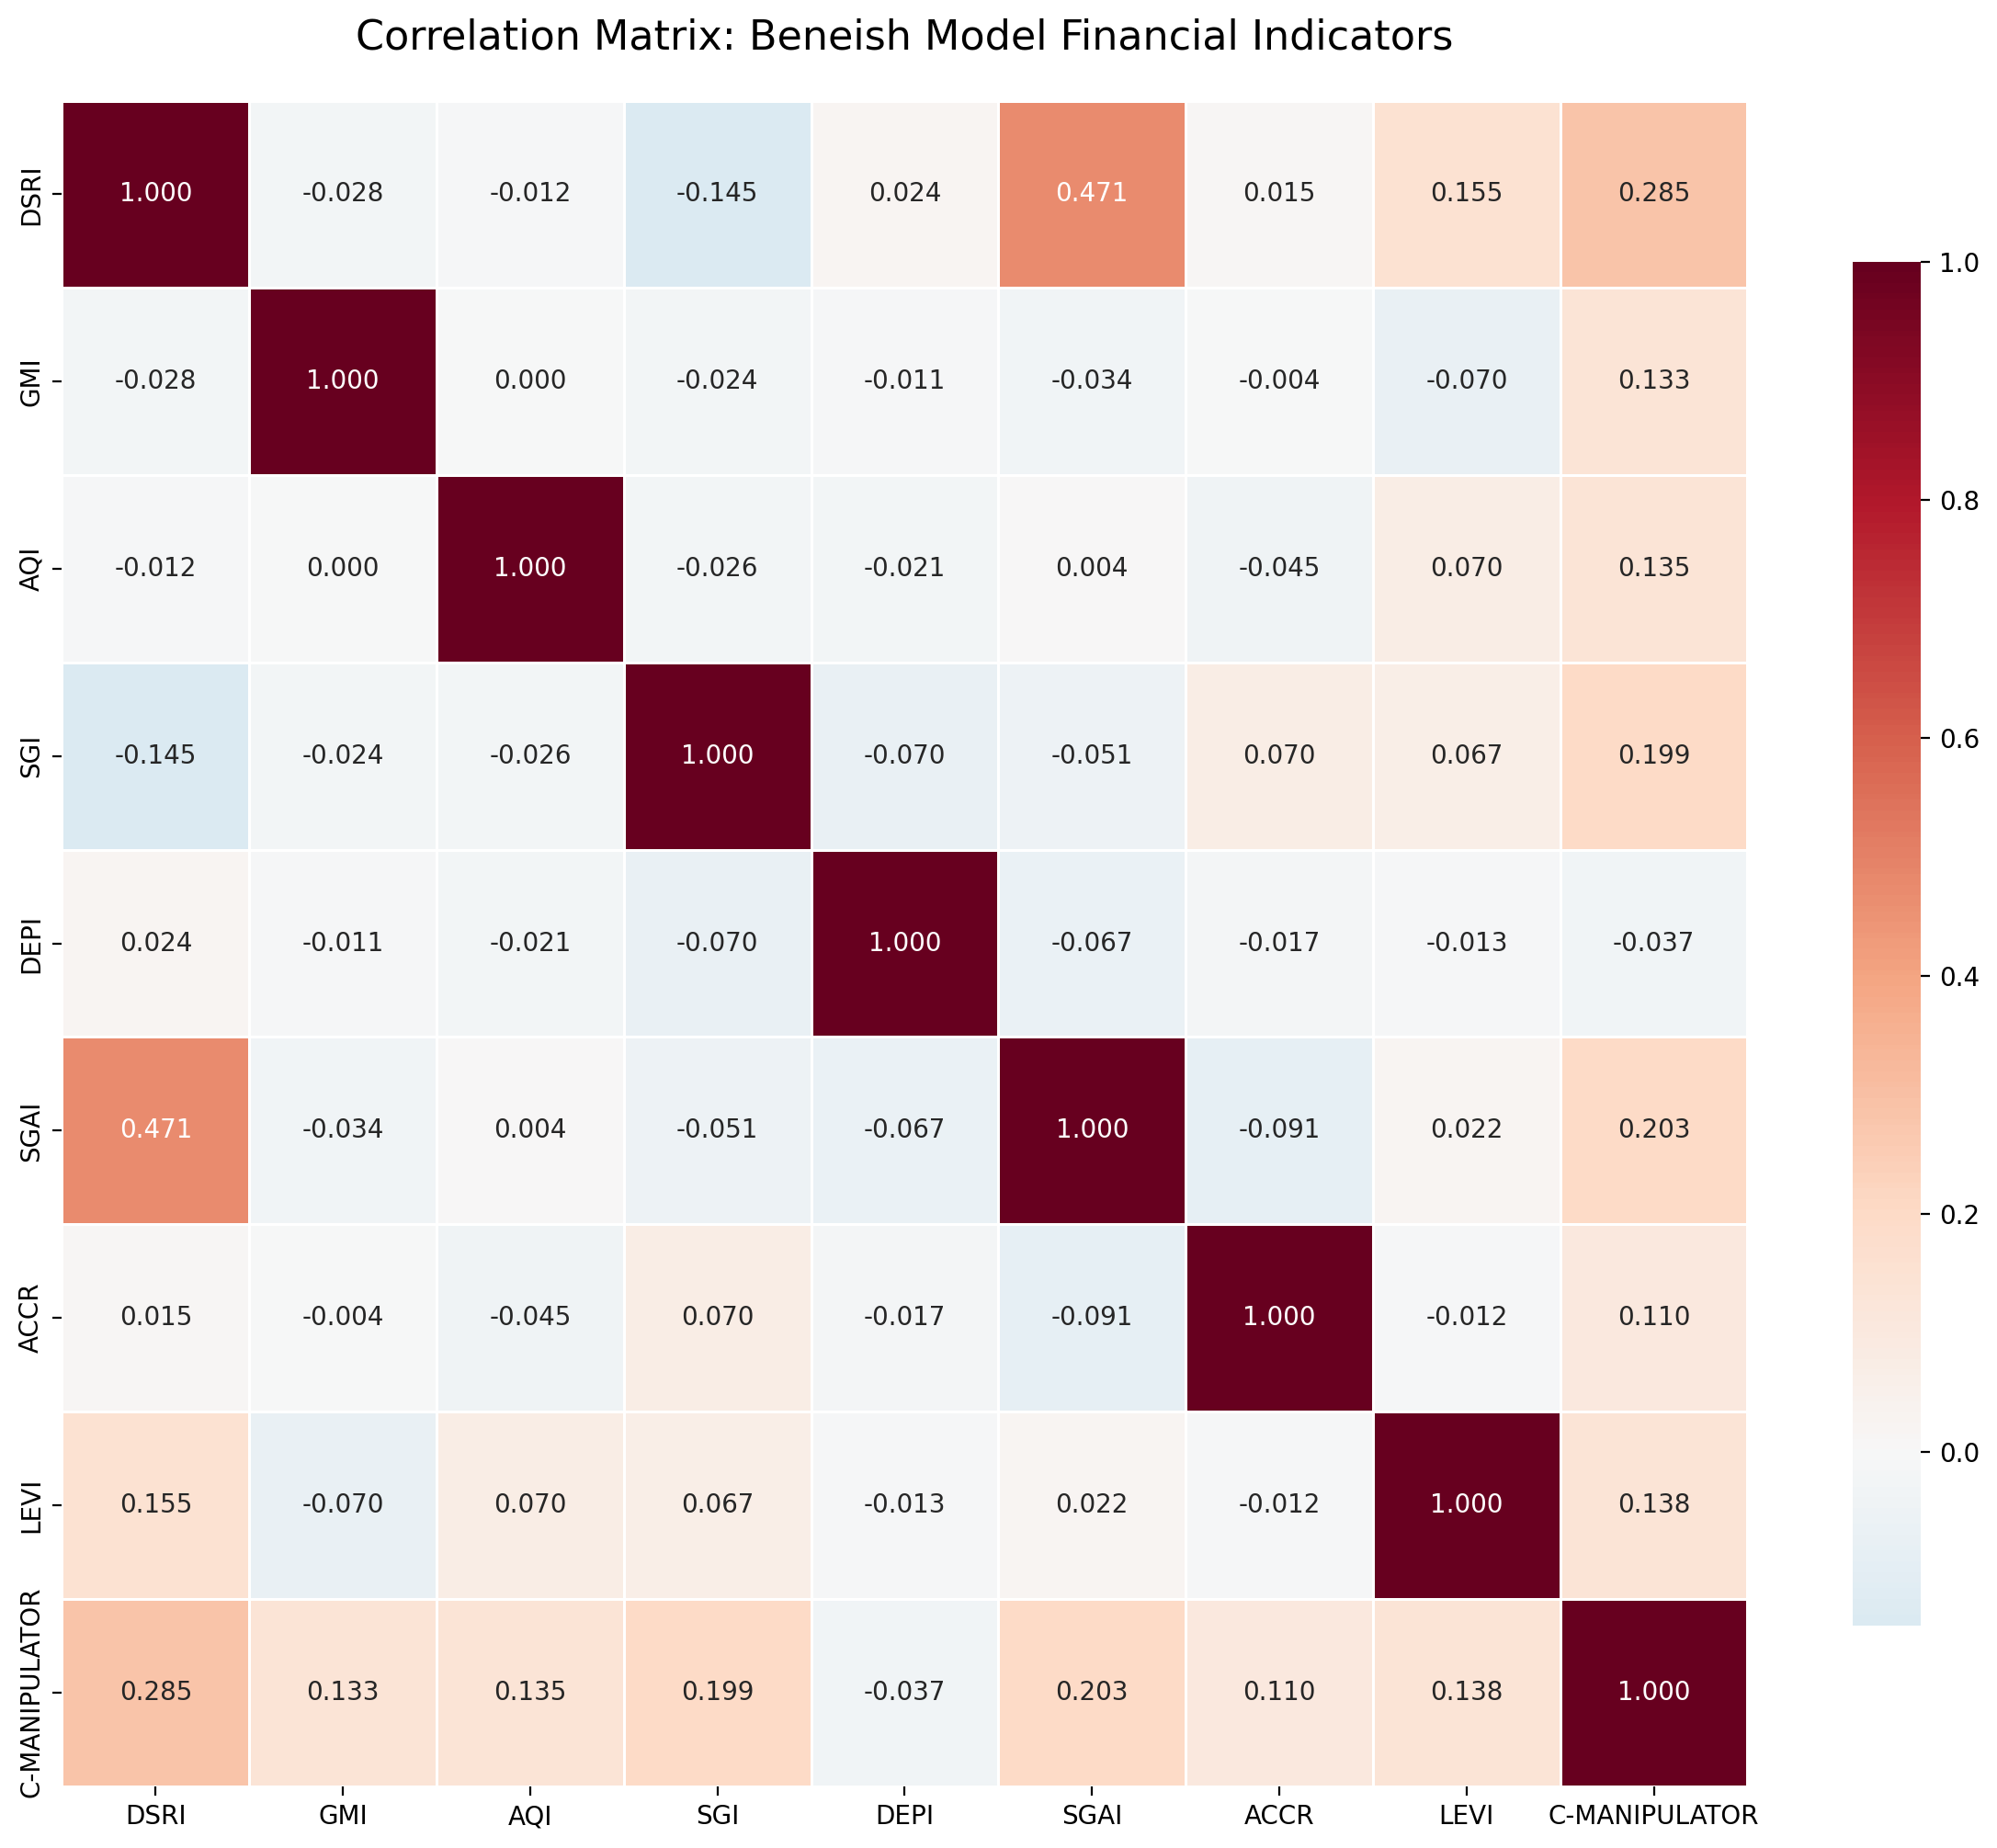 Correlation Matrix: Beneish Model Financial Indicators
DSRI 1.000 -0.028 -0.012 -0.145 0.024 0.471 0.015 0.155 0.285
GMI -0.028 1.000 0.000 -0.024 -0.011 -0.034 -0.004 -0.070 0.133
AQI -0.012 0.000 1.000 -0.026 -0.021 0.004 -0.045 0.070 0.135
SGI -0.145 -0.024 -0.026 1.000 -0.070 -0.051 0.070 0.067 0.199
DEPI 0.024 -0.011 -0.021 -0.070 1.000 -0.067 -0.017 -0.013 -0.037
SGAI 0.471 -0.034 0.004 -0.051 -0.067 1.000 -0.091 0.022 0.203
ACCR 0.015 -0.004 -0.045 0.070 -0.017 -0.091 1.000 -0.012 0.110
LEVI 0.155 -0.070 0.070 0.067 -0.013 0.022 -0.012 1.000 0.138
C-MANIPULATOR 0.285 0.133 0.135 0.199 -0.037 0.203 0.110 0.138 1.000
DSRI GMI AQI SGI DEPI SGAI ACCR LEVI C-MANIPULATOR
1.0
0.8
0.6
0.4
0.2
0.0